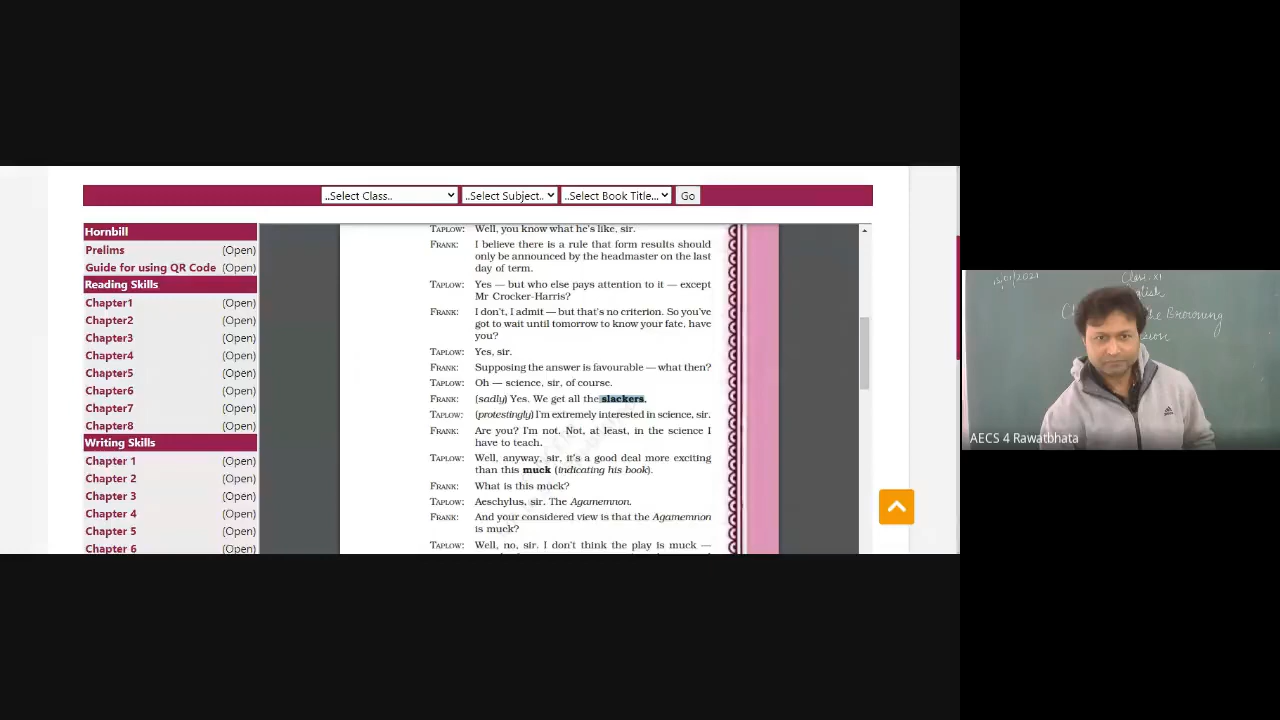 ..Select Class.. ..Select Subject.. ..Select Book Title... Go
Hornbill
Prelims (Open)
Guide for using QR Code (Open)
Reading Skills
Chapter1 (Open)
Chapter2 (Open)
Chapter3 (Open)
Chapter4 (Open)
Chapter5 (Open)
Chapter6 (Open)
Chapter7 (Open)
Chapter8 (Open)
Writing Skills
Chapter 1 (Open)
Chapter 2 (Open)
Chapter 3 (Open)
Chapter 4 (Open)
Chapter 5 (Open)
Chapter 6 (Open)
TAPLOW: Well, you know what he's like, sir.
FRANK: I believe there is a rule that form results should
only be announced by the headmaster on the last
day of term.
TAPLOW: Yes — but who else pays attention to it — except
Mr Crocker-Harris?
FRANK: I don't, I admit — but that's no criterion. So you've
got to wait until tomorrow to know your fate, have
you?
TAPLOW: Yes, sir.
FRANK: Supposing the answer is favourable — what then?
TAPLOW: Oh — science, sir, of course.
FRANK: (sadly) Yes. We get all the slackers.
TAPLOW: (protestingly) I'm extremely interested in science, sir.
FRANK: Are you? I'm not. Not, at least, in the science I
have to teach.
TAPLOW: Well, anyway, sir, it's a good deal more exciting
than this muck (indicating his book).
FRANK: What is this muck?
TAPLOW: Aeschylus, sir. The Agamemnon.
FRANK: And your considered view is that the Agamemnon
is muck?
TAPLOW: Well, no, sir. I don't think the play is muck —
Class: XI
Browning
AECS 4 Rawatbhata